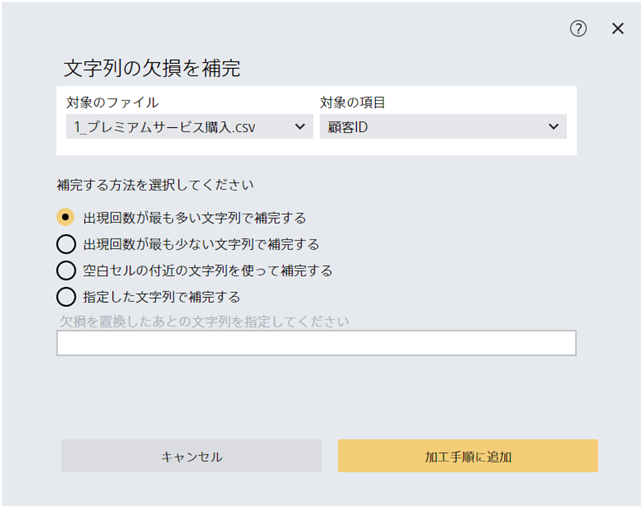 ?
文字列の欠損を補完
対象のファイル 対象の項目
1_プレミアムサービス購入.csv 顧客ID
補完する方法を選択してください
出現回数が最も多い文字列で補完する
出現回数が最も少ない文字列で補完する
空白セルの付近の文字列を使って補完する
指定した文字列で補完する
欠損を置換したあとの文字列を指定してください
キャンセル 加工手順に追加